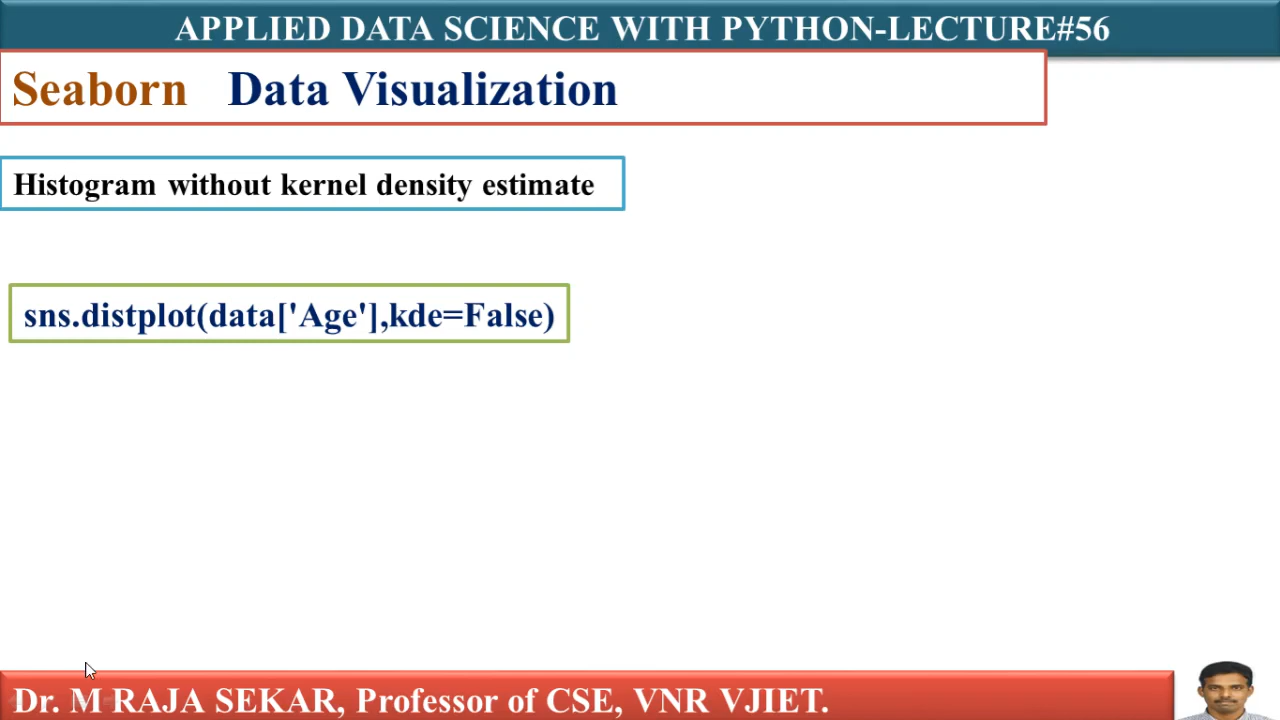 APPLIED DATA SCIENCE WITH PYTHON-LECTURE#56
Seaborn Data Visualization
Histogram without kernel density estimate
sns.distplot(data['Age'],kde=False)
Dr. M RAJA SEKAR, Professor of CSE, VNR VJIET.